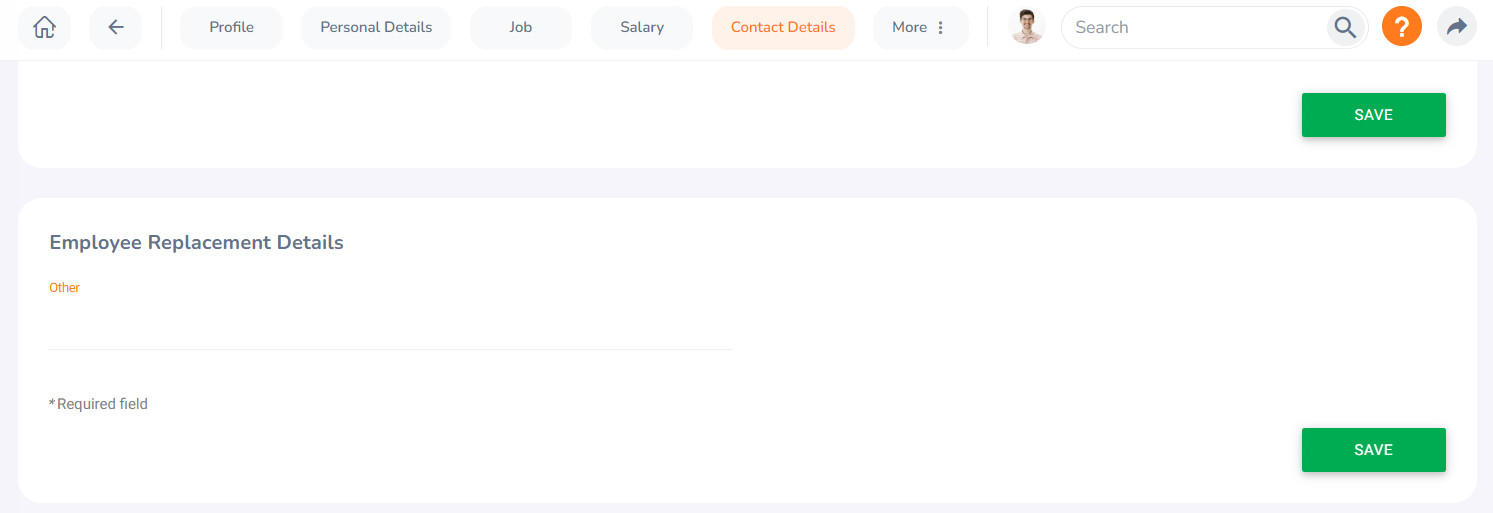 Profile
Personal Details
Job
Salary
Contact Details
More
Search
?
SAVE
Employee Replacement Details
Other
*Required field
SAVE